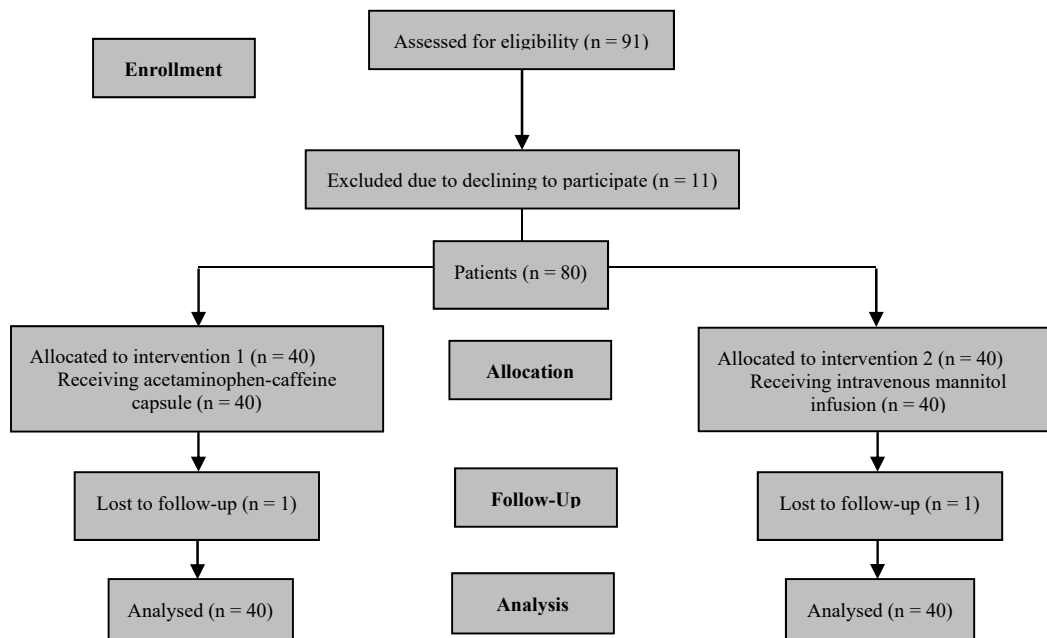 Assessed for eligibility (n = 91)
Enrollment
Excluded due to declining to participate (n = 11)
Patients (n = 80)
Allocated to intervention 1 (n = 40)
Receiving acetaminophen-caffeine
capsule (n = 40)
Allocation
Allocated to intervention 2 (n = 40)
Receiving intravenous mannitol
infusion (n = 40)
Lost to follow-up (n = 1)
Follow-Up
Lost to follow-up (n = 1)
Analysed (n = 40)
Analysis
Analysed (n = 40)